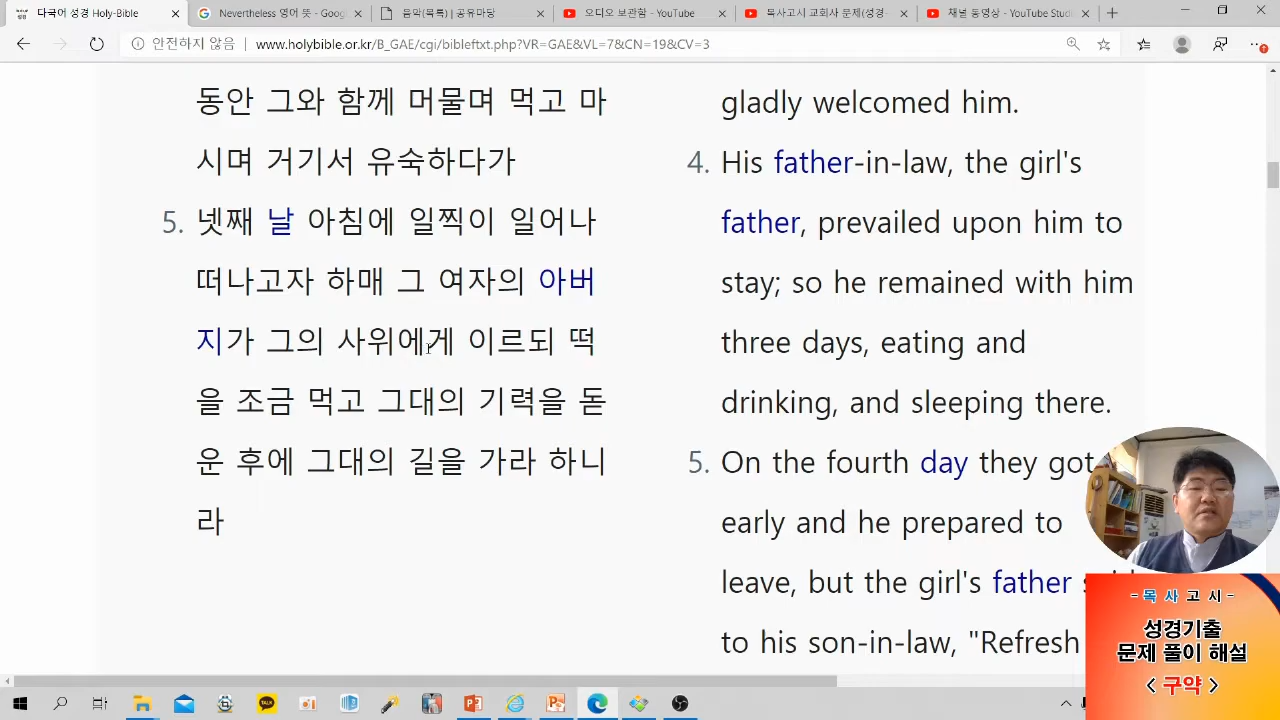 다국어 성경 Holy-Bible
Nevertheless 영어 뜻 - Goog
음악(목록) | 공유마당
오디오 보관함 - YouTube
목사고시 교회사 문제(성경-
채널 동영상 - YouTube Stud
안전하지 않음
www.holybible.or.kr/B_GAE/cgi/bibleftxt.php?VR=GAE&VL=7&CN=19&CV=3
동안 그와 함께 머물며 먹고 마
시며 거기서 유숙하다가
5. 넷째 날 아침에 일찍이 일어나
떠나고자 하매 그 여자의 아버
지가 그의 사위에게 이르되 떡
을 조금 먹고 그대의 기력을 돋
운 후에 그대의 길을 가라 하니
라
gladly welcomed him.
4. His father-in-law, the girl's
father, prevailed upon him to
stay; so he remained with him
three days, eating and
drinking, and sleeping there.
5. On the fourth day they got
early and he prepared to
leave, but the girl's father
to his son-in-law, "Refresh
- 목 사 고 시 -
성경기출
문제 풀이 해설
< 구약 >
TALK